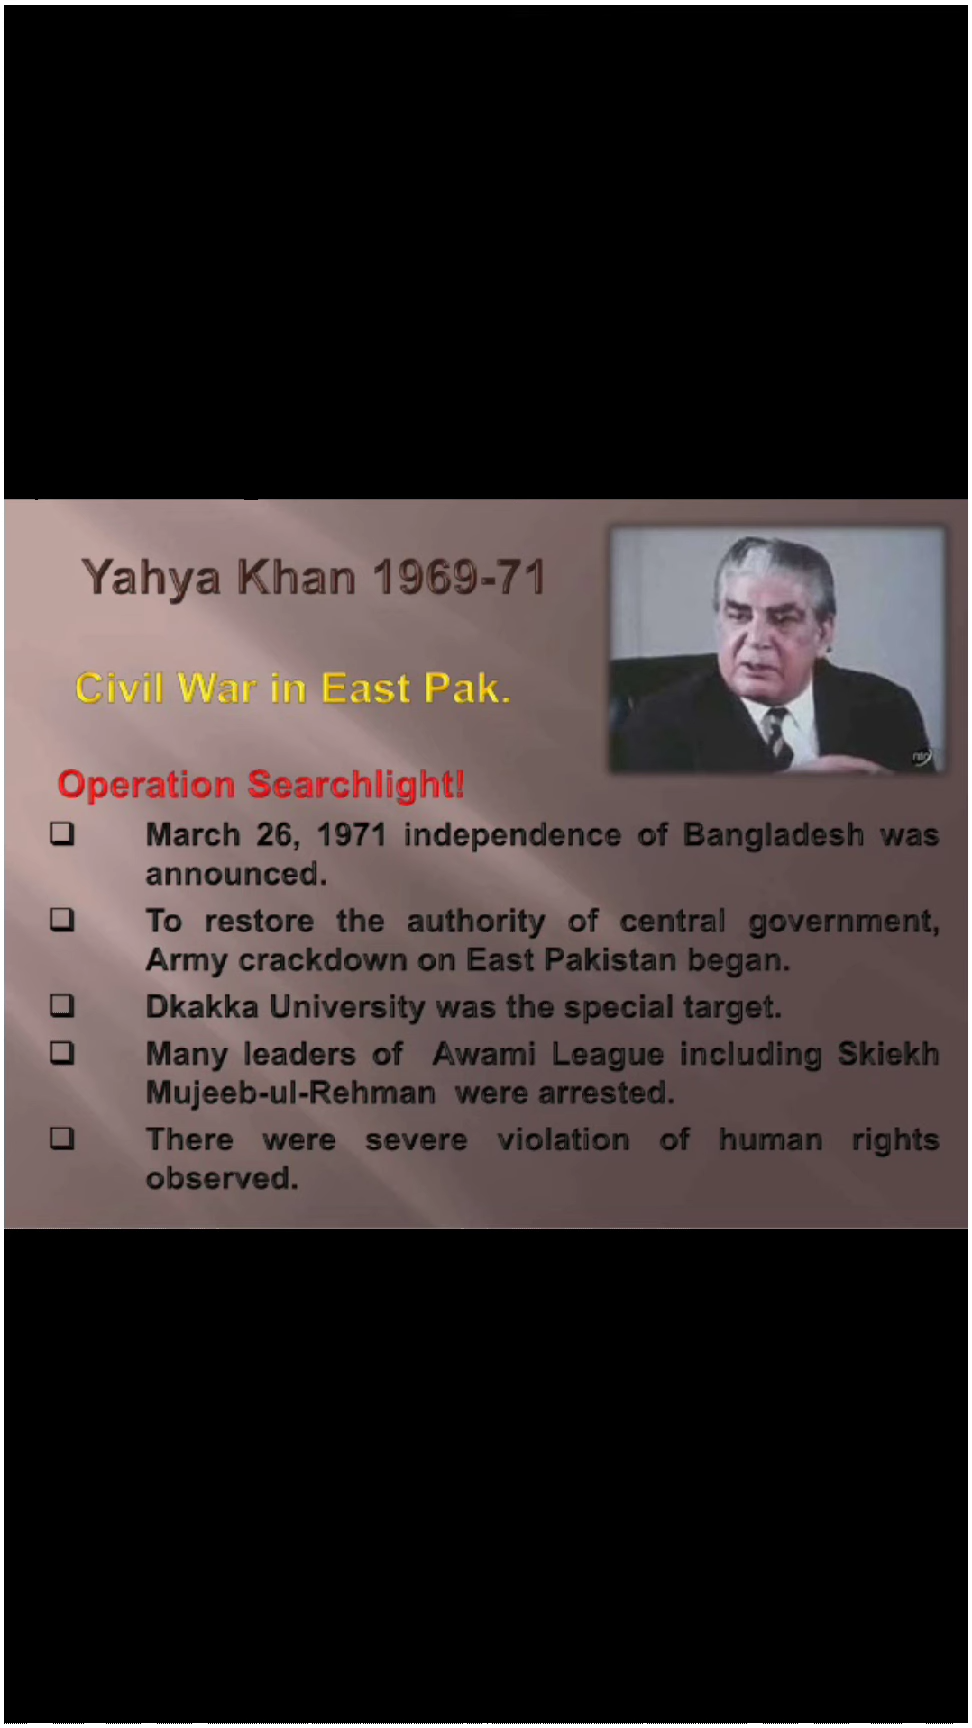 Yahya Khan 1969-71
Civil War in East Pak.
Operation Searchlight!
❑ March 26, 1971 independence of Bangladesh was
announced.
❑ To restore the authority of central government,
Army crackdown on East Pakistan began.
❑ Dkakka University was the special target.
❑ Many leaders of Awami League including Skiekh
Mujeeb-ul-Rehman were arrested.
❑ There were severe violation of human rights
observed.